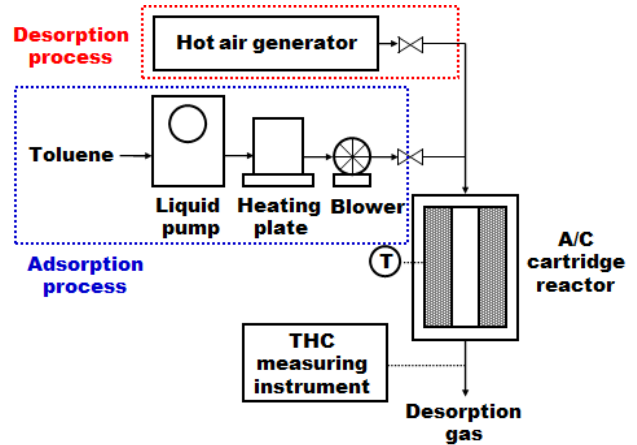 Desorption
process
Hot air generator
Toluene
Liquid
pump
Heating
plate
Blower
Adsorption
process
T
A/C
cartridge
reactor
THC
measuring
instrument
Desorption
gas